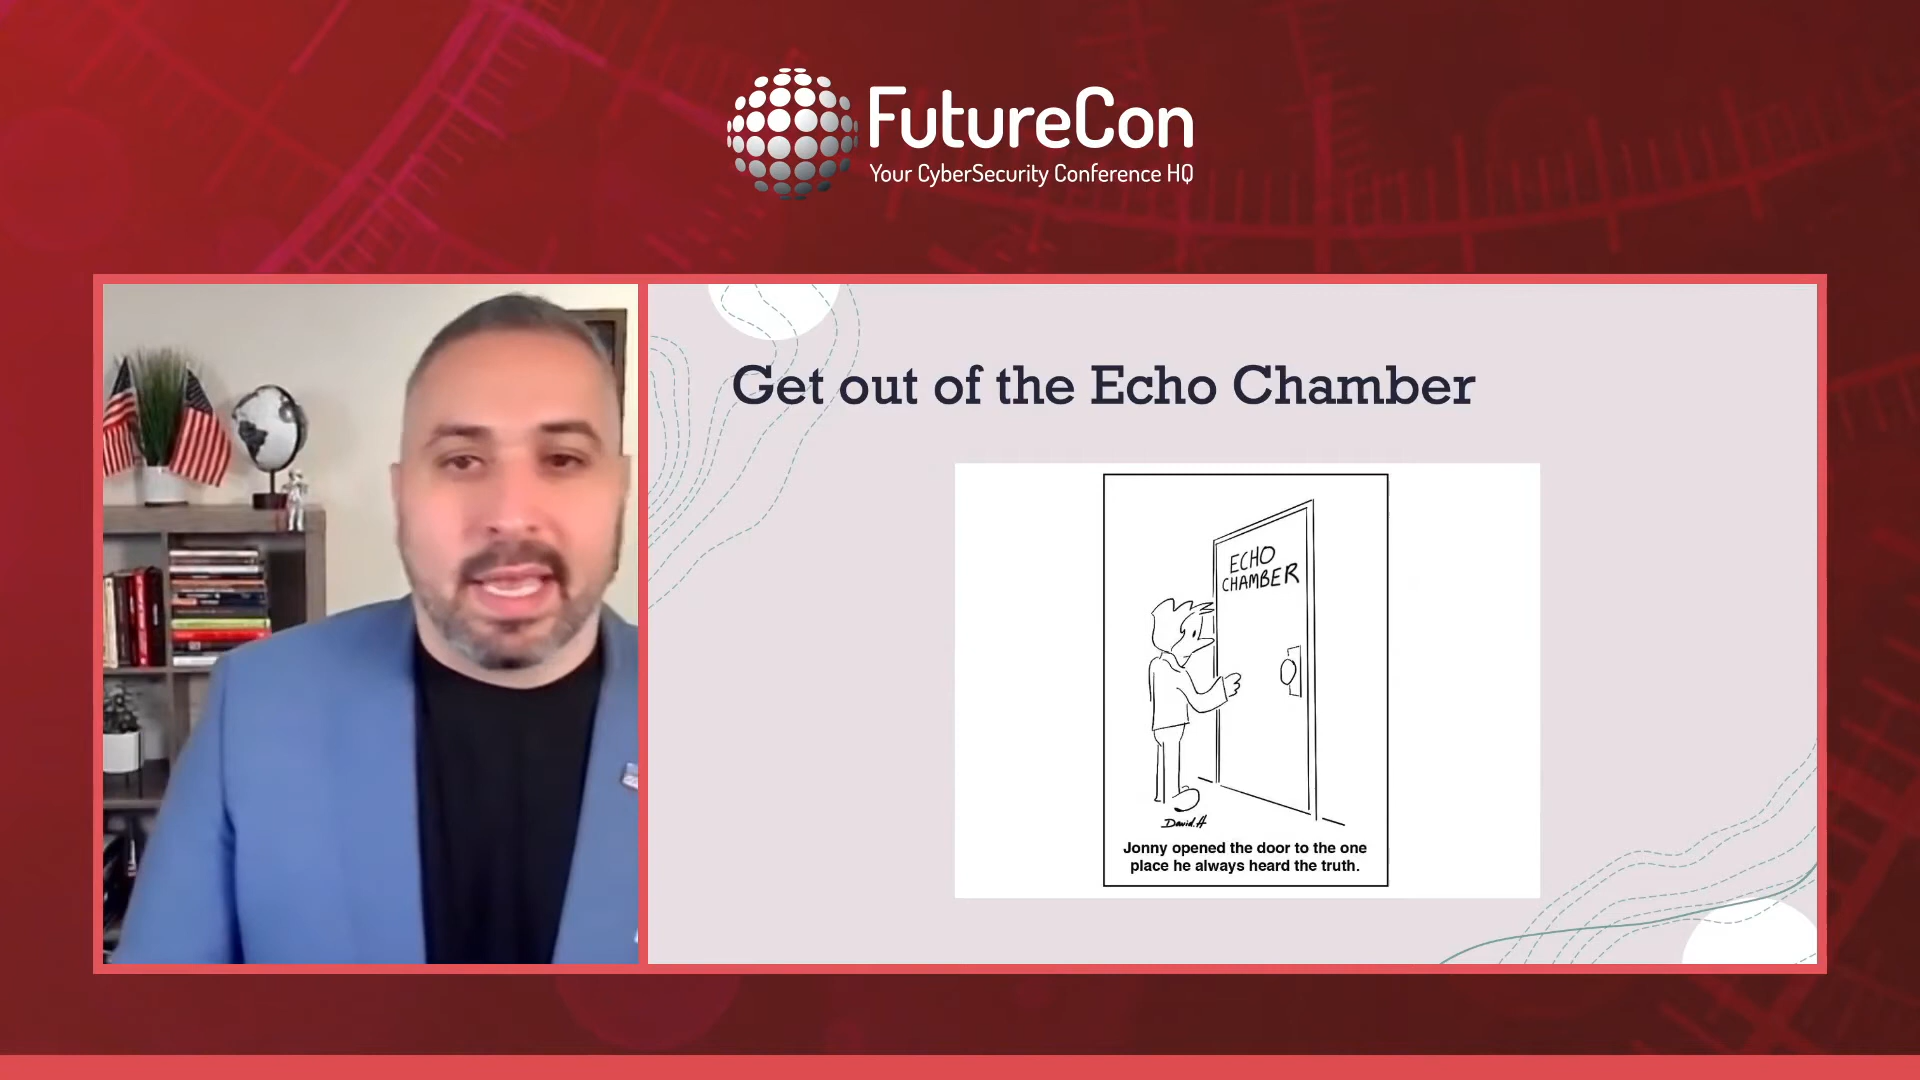 FutureCon
Your CyberSecurity Conference HQ
Get out of the Echo Chamber
ECHO
CHAMBER
David.H
Jonny opened the door to the one
place he always heard the truth.